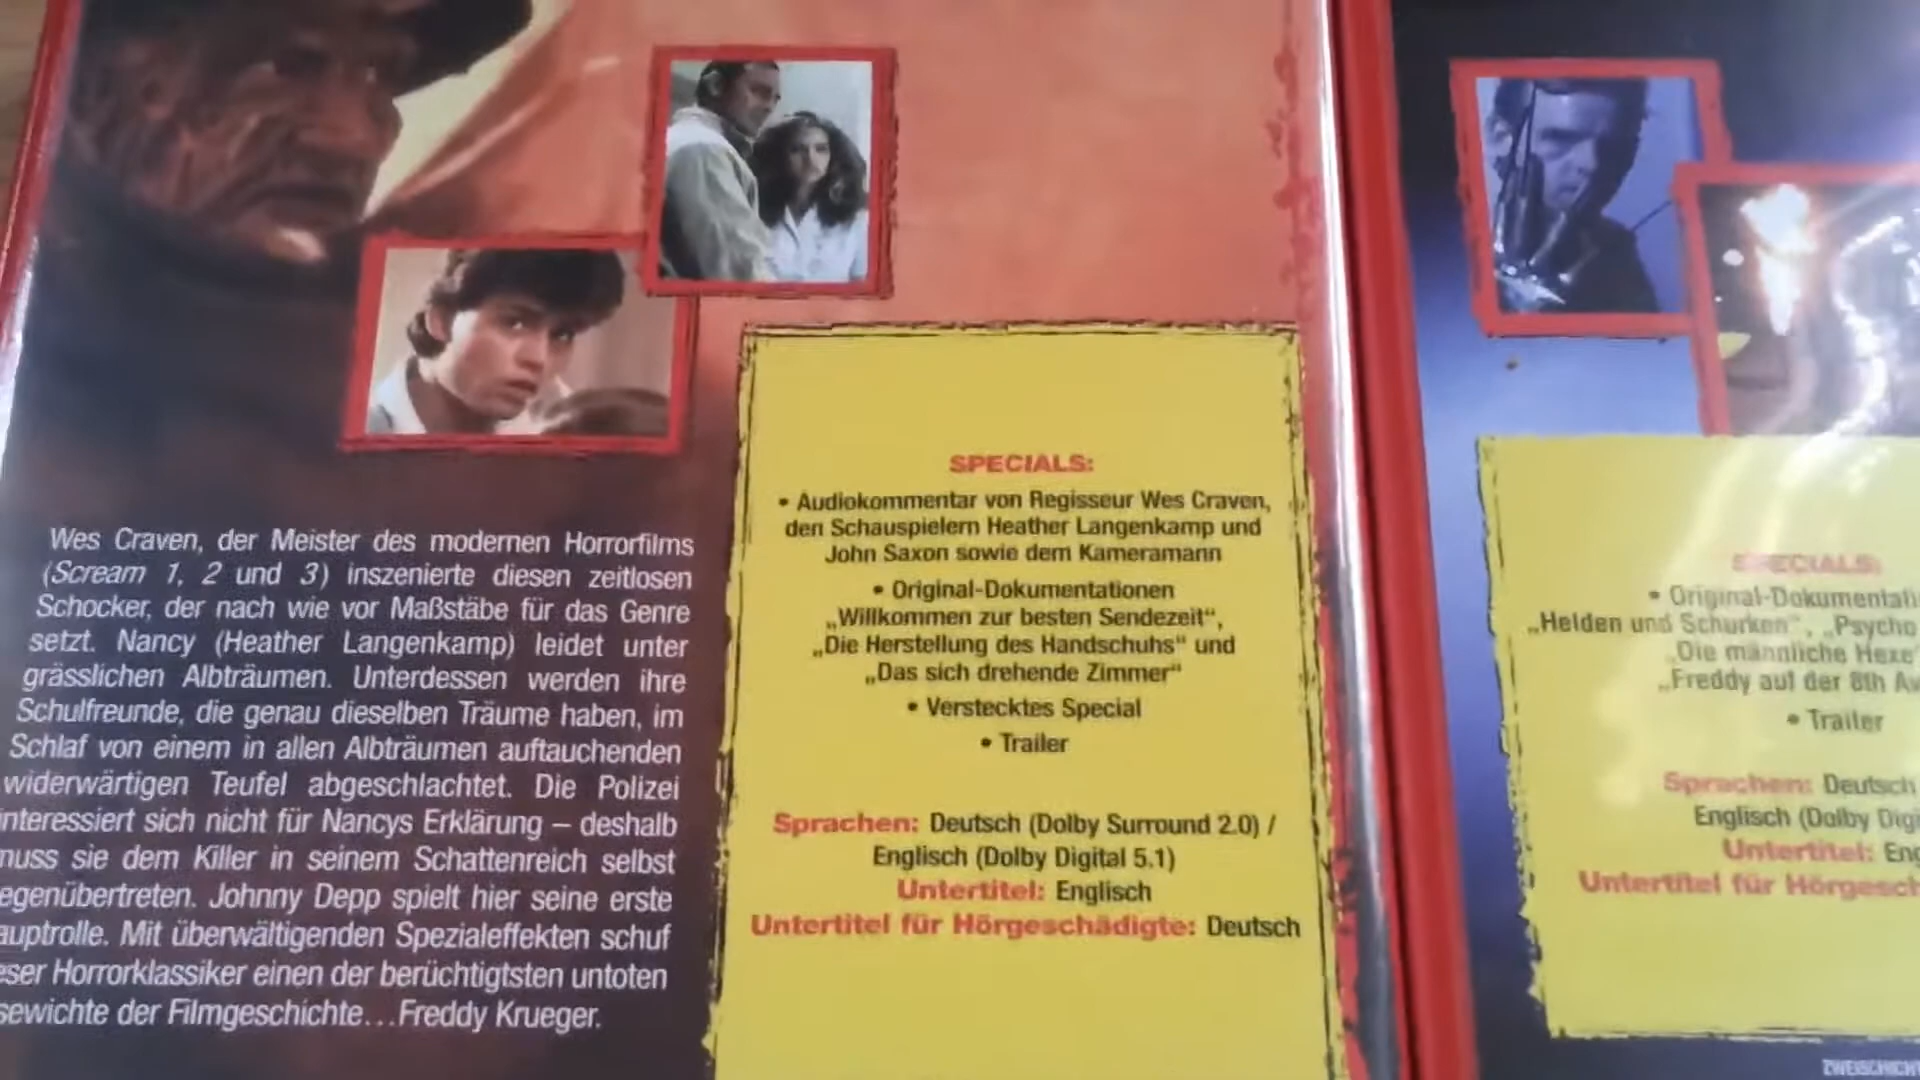 Wes Craven, der Meister des modernen Horrorfilms
(Scream 1, 2 und 3) inszenierte diesen zeitlosen
Schocker, der nach wie vor Maßstäbe für das Genre
setzt. Nancy (Heather Langenkamp) leidet unter
grässlichen Albträumen. Unterdessen werden ihre
Schulfreunde, die genau dieselben Träume haben, im
Schlaf von einem in allen Albträumen auftauchenden
widerwärtigen Teufel abgeschlachtet. Die Polizei
interessiert sich nicht für Nancys Erklärung – deshalb
muss sie dem Killer in seinem Schattenreich selbst
egenübertreten. Johnny Depp spielt hier seine erste
auptrolle. Mit überwältigenden Spezialeffekten schuf
eser Horrorklassiker einen der berüchtigtsten untoten
sewichte der Filmgeschichte...Freddy Krueger.
SPECIALS:
• Audiokommentar von Regisseur Wes Craven,
den Schauspielern Heather Langenkamp und
John Saxon sowie dem Kameramann
• Original-Dokumentationen
„Willkommen zur besten Sendezeit“,
„Die Herstellung des Handschuhs“ und
„Das sich drehende Zimmer“
• Verstecktes Special
• Trailer
Sprachen: Deutsch (Dolby Surround 2.0) /
Englisch (Dolby Digital 5.1)
Untertitel: Englisch
Untertitel für Hörgeschädigte: Deutsch
SPECIALS:
• Original-Dokumentati
„Helden und Schurken“, „Psycho
„Die männliche Hexe“
„Freddy auf der 8th Av
• Trailer
Sprachen: Deutsch
Englisch (Dolby Digi
Untertitel: Eng
Untertitel für Hörgesch
ZWEISCHICHT